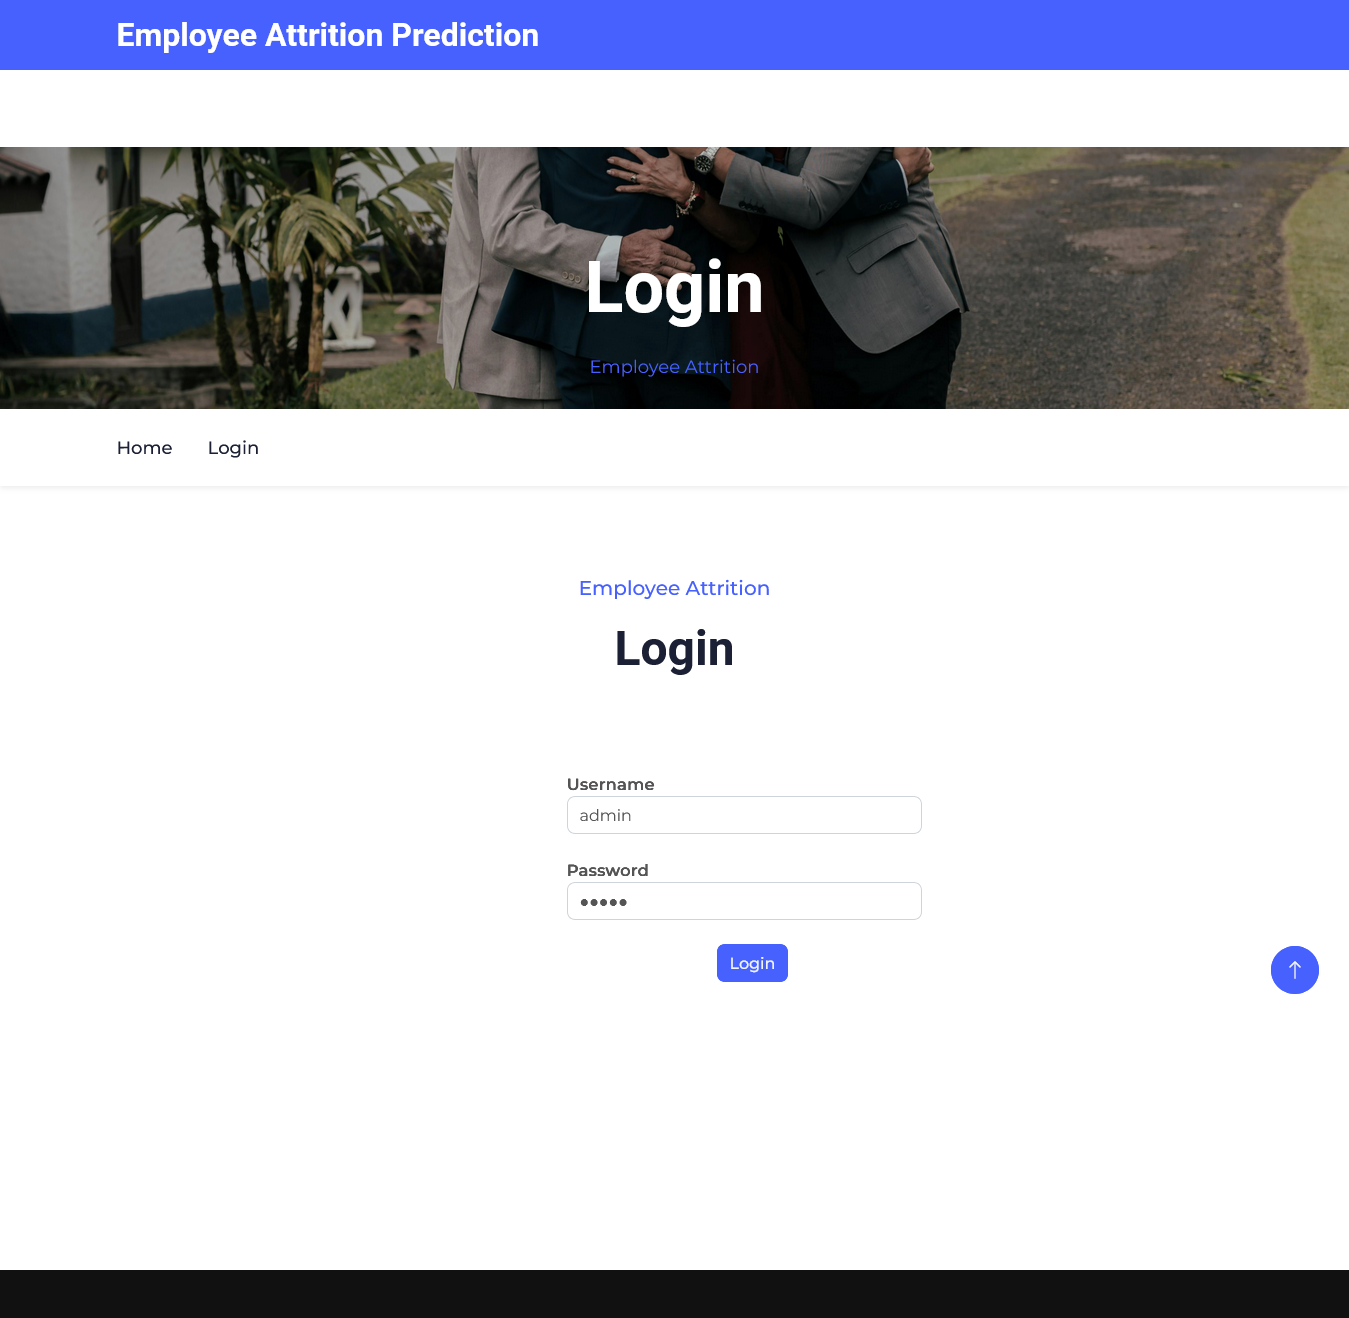 Employee Attrition Prediction
Login
Employee Attrition
Home Login
Employee Attrition
Login
Username
admin
Password
•••••
Login